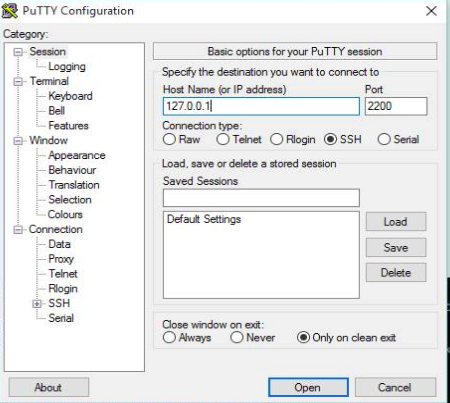 PuTTY Configuration
Category:
Session
Logging
Terminal
Keyboard
Bell
Features
Window
Appearance
Behaviour
Translation
Selection
Colours
Connection
Data
Proxy
Telnet
Rlogin
SSH
Serial
Basic options for your PuTTY session
Specify the destination you want to connect to
Host Name (or IP address) Port
127.0.0.1 2200
Connection type:
Raw Telnet Rlogin SSH Serial
Load, save or delete a stored session
Saved Sessions
Default Settings
Load
Save
Delete
Close window on exit:
Always Never Only on clean exit
About Open Cancel